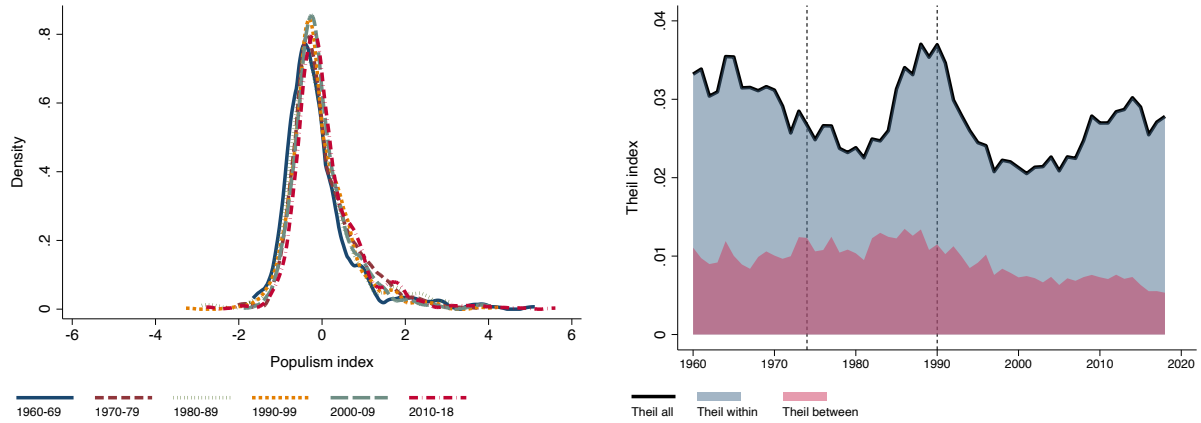 Density
0
.2
.4
.6
.8
-6 -4 -2 0 2 4 6
Populism index
1960-69 1970-79 1980-89 1990-99 2000-09 2010-18
Theil index
0
.01
.02
.03
.04
1960 1970 1980 1990 2000 2010 2020
Theil all Theil within Theil between